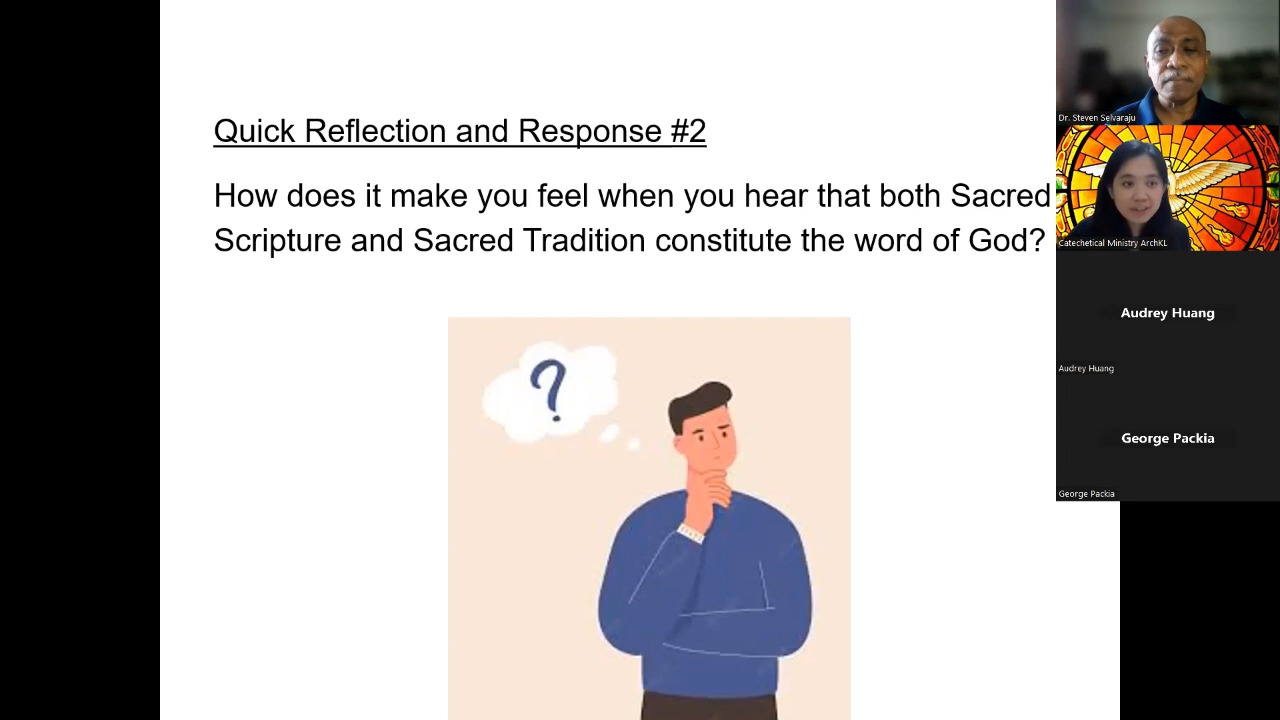 Quick Reflection and Response #2
How does it make you feel when you hear that both Sacred
Scripture and Sacred Tradition constitute the word of God?
?
Dr. Steven Selvaraju
Catechetical Ministry ArchKL
Audrey Huang
Audrey Huang
George Packia
George Packia